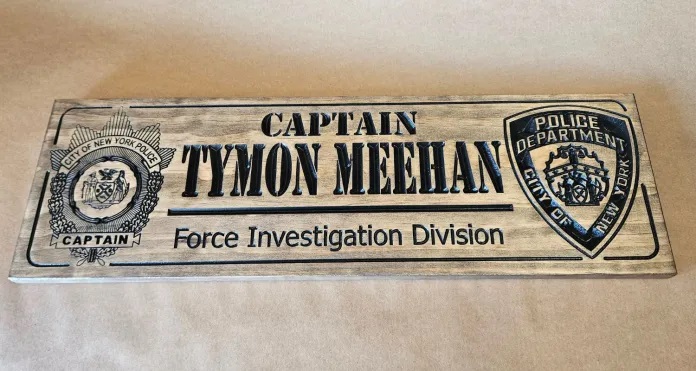 CITY OF NEW YORK POLICE
CAPTAIN
CAPTAIN
TYMON MEEHAN
Force Investigation Division
POLICE
DEPARTMENT
CITY OF
NEW YORK